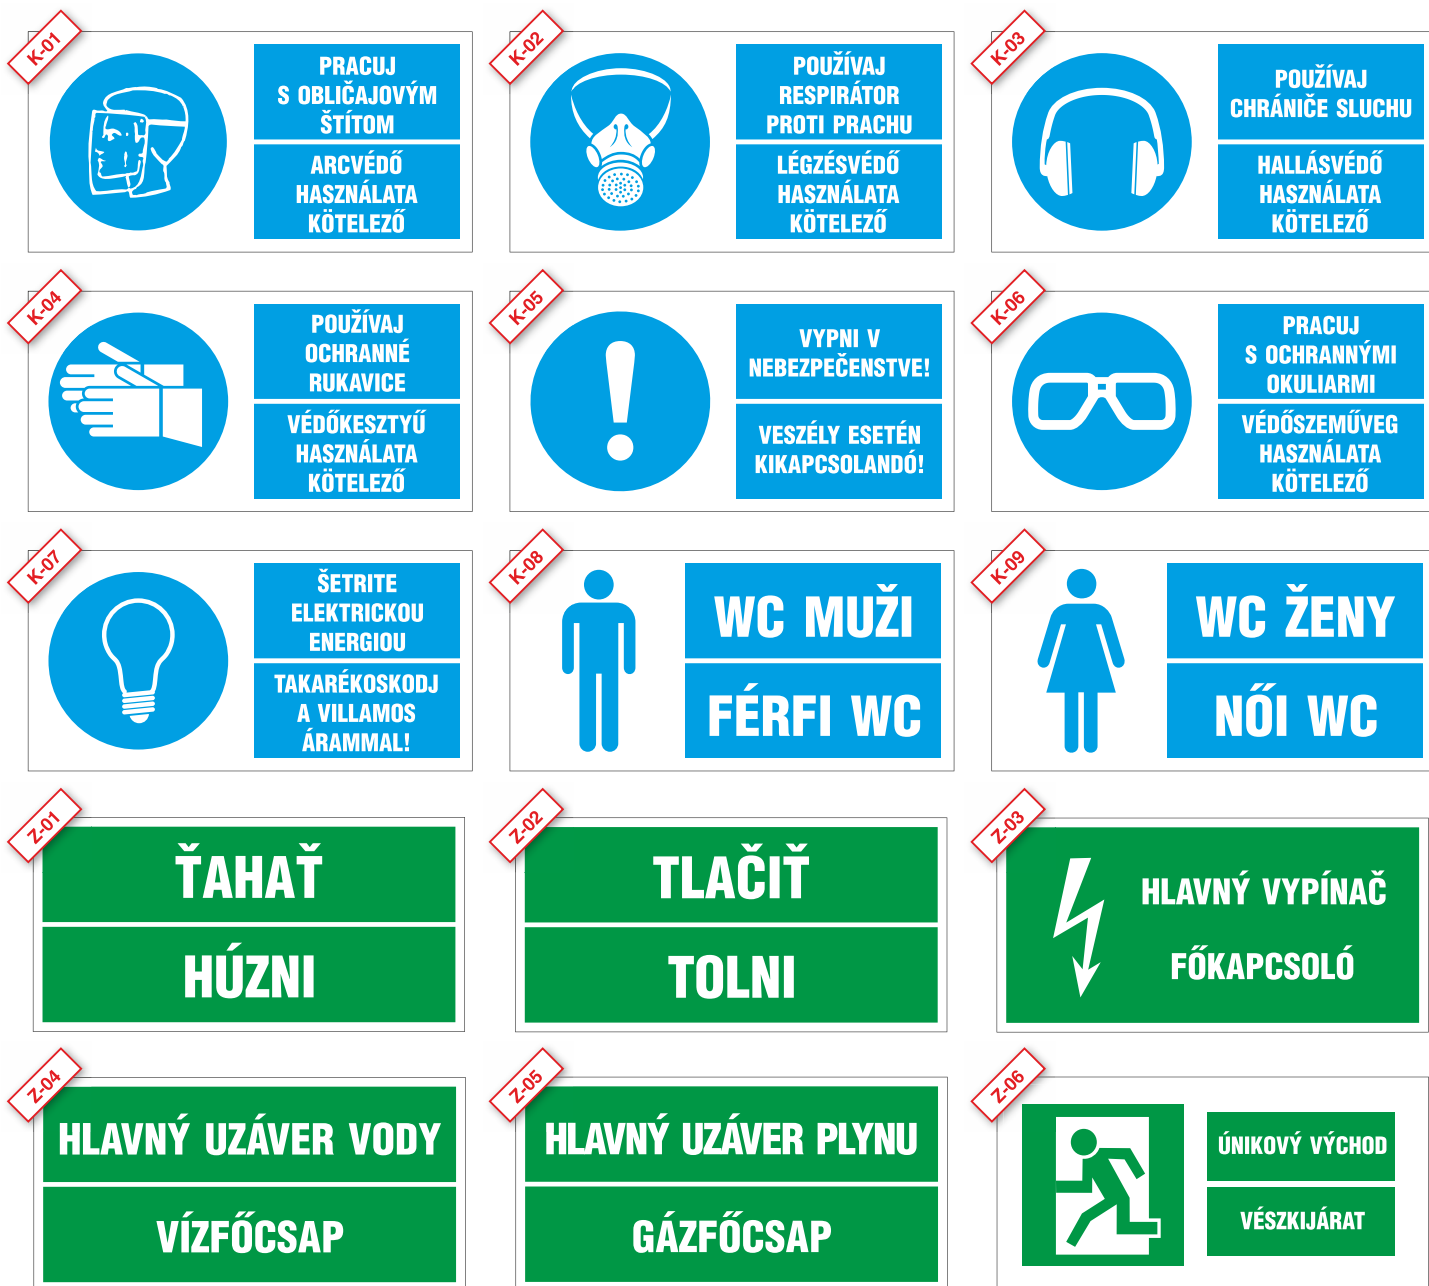 K-01
PRACUJ
S OBLIČAJOVÝM
ŠTÍTOM
ARCVÉDŐ
HASZNÁLATA
KÖTELEZŐ
K-02
POUŽÍVAJ
RESPIRÁTOR
PROTI PRACHU
LÉGZÉSVÉDŐ
HASZNÁLATA
KÖTELEZŐ
K-03
POUŽÍVAJ
CHRÁNIČE SLUCHU
HALLÁSVÉDŐ
HASZNÁLATA
KÖTELEZŐ
K-04
POUŽÍVAJ
OCHRANNÉ
RUKAVICE
VÉDŐKESZTYŰ
HASZNÁLATA
KÖTELEZŐ
K-05
VYPNI V
NEBEZPEČENSTVE!
VESZÉLY ESETÉN
KIKAPCSOLANDÓ!
K-06
PRACUJ
S OCHRANNÝMI
OKULIARMI
VÉDŐSZEMŰVEG
HASZNÁLATA
KÖTELEZŐ
K-07
ŠETRITE
ELEKTRICKOU
ENERGIOU
TAKARÉKOSKODJ
A VILLAMOS
ÁRAMMAL!
K-08
WC MUŽI
FÉRFI WC
K-09
WC ŽENY
NŐI WC
Z-01
ŤAHAŤ
HÚZNI
Z-02
TLAČIŤ
TOLNI
Z-03
HLAVNÝ VYPÍNAČ
FŐKAPCSOLÓ
Z-04
HLAVNÝ UZÁVER VODY
VÍZFŐCSAP
Z-05
HLAVNÝ UZÁVER PLYNU
GÁZFŐCSAP
Z-06
ÚNIKOVÝ VÝCHOD
VÉSZKIJÁRAT